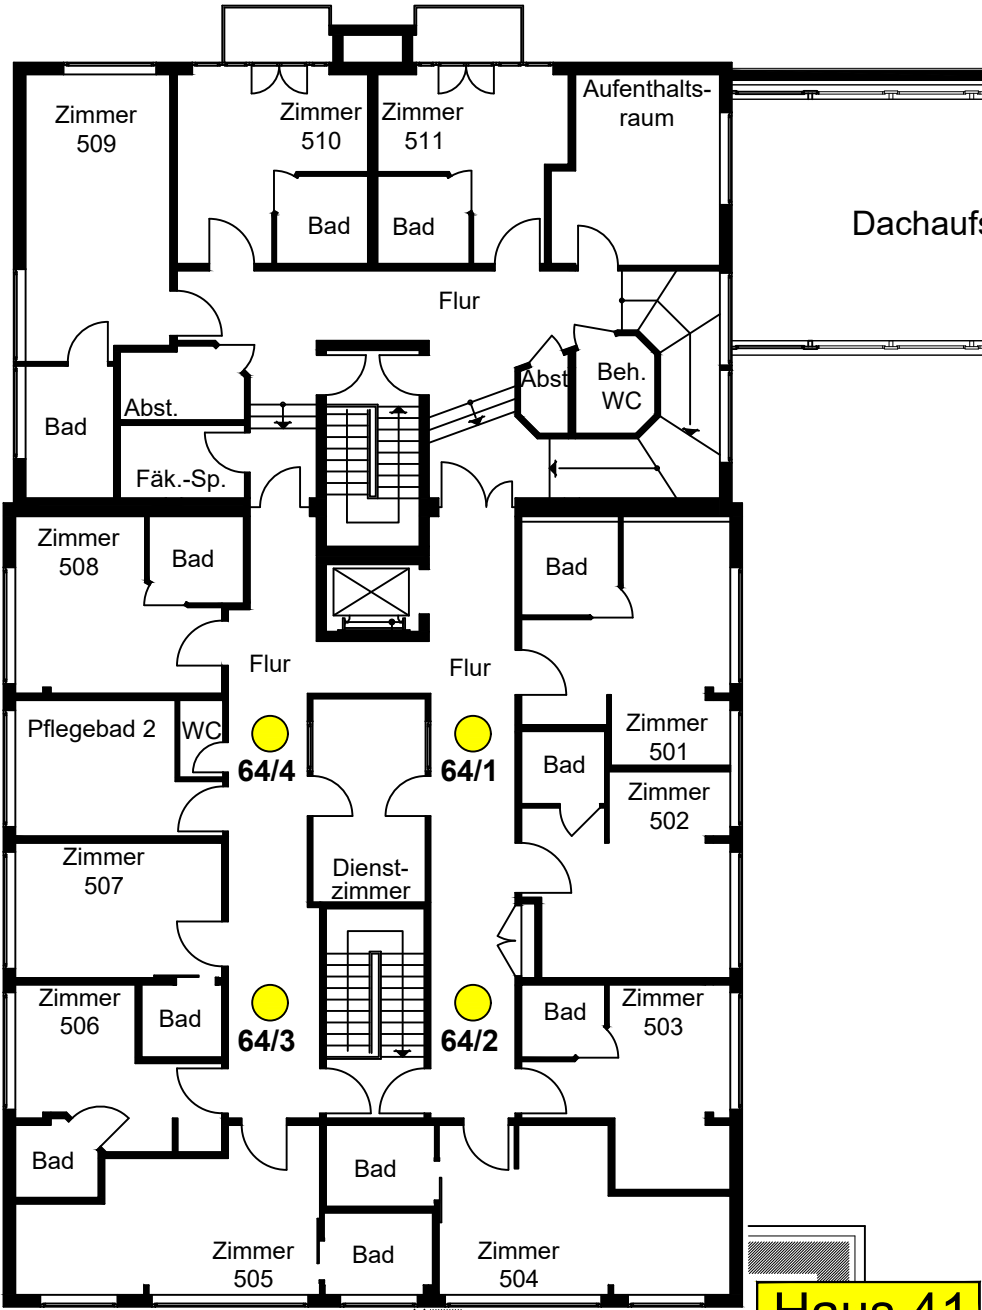 Zimmer
509
Zimmer
510
Zimmer
511
Aufenthalts-
raum
Bad
Bad
Dachaufs
Flur
Abst.
Abst
Beh.
WC
Bad
Fäk.-Sp.
Zimmer
508
Bad
Bad
Flur
Flur
Pflegebad 2
WC
64/4
64/1
Zimmer
501
Bad
Zimmer
502
Zimmer
507
Dienst-
zimmer
Zimmer
506
Bad
64/3
64/2
Bad
Zimmer
503
Bad
Bad
Zimmer
505
Bad
Zimmer
504
Haus 41